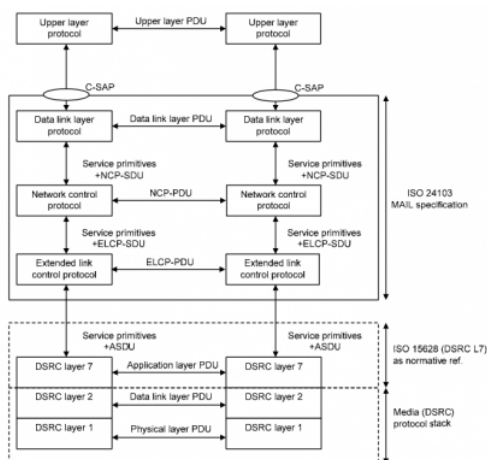 Upper layer
protocol
Upper layer PDU
Upper layer
protocol
C-SAP
C-SAP
Data link layer
protocol
Data link layer PDU
Data link layer
protocol
Service primitives
+NCP-SDU
Service primitives
+NCP-SDU
Network control
protocol
NCP-PDU
Network control
protocol
ISO 24103
MAIL specification
Service primitives
+ELCP-SDU
Service primitives
+ELCP-SDU
Extended link
control protocol
ELCP-PDU
Extended link
control protocol
Service primitives
+ASDU
Service primitives
+ASDU
ISO 15628 (DSRC L7)
as normative ref.
DSRC layer 7
Application layer PDU
DSRC layer 7
DSRC layer 2
Data link layer PDU
DSRC layer 2
Media (DSRC)
protocol stack
DSRC layer 1
Physical layer PDU
DSRC layer 1